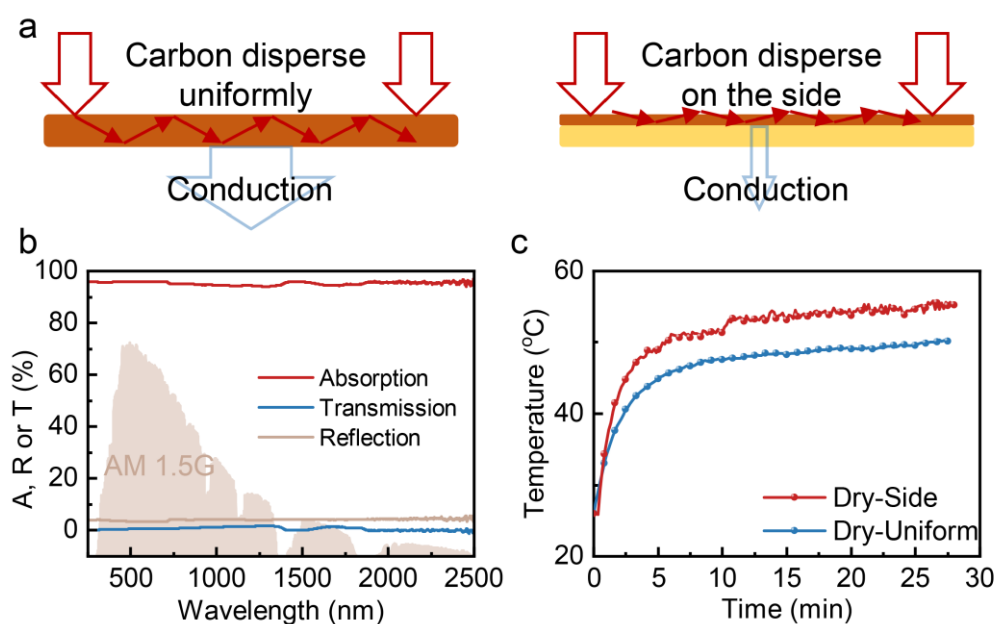 a
Carbon disperse
uniformly
Conduction
Carbon disperse
on the side
Conduction
b
100
80
60
40
20
0
A, R or T (%)
Absorption
Transmission
Reflection
AM 1.5G
500
1000
1500
2000
2500
Wavelength (nm)
c
60
40
20
Temperature (°C)
Dry-Side
Dry-Uniform
0
5
10
15
20
25
30
Time (min)